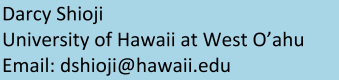 Darcy Shioji
University of Hawaii at West O’ahu
Email: dshioji@hawaii.edu